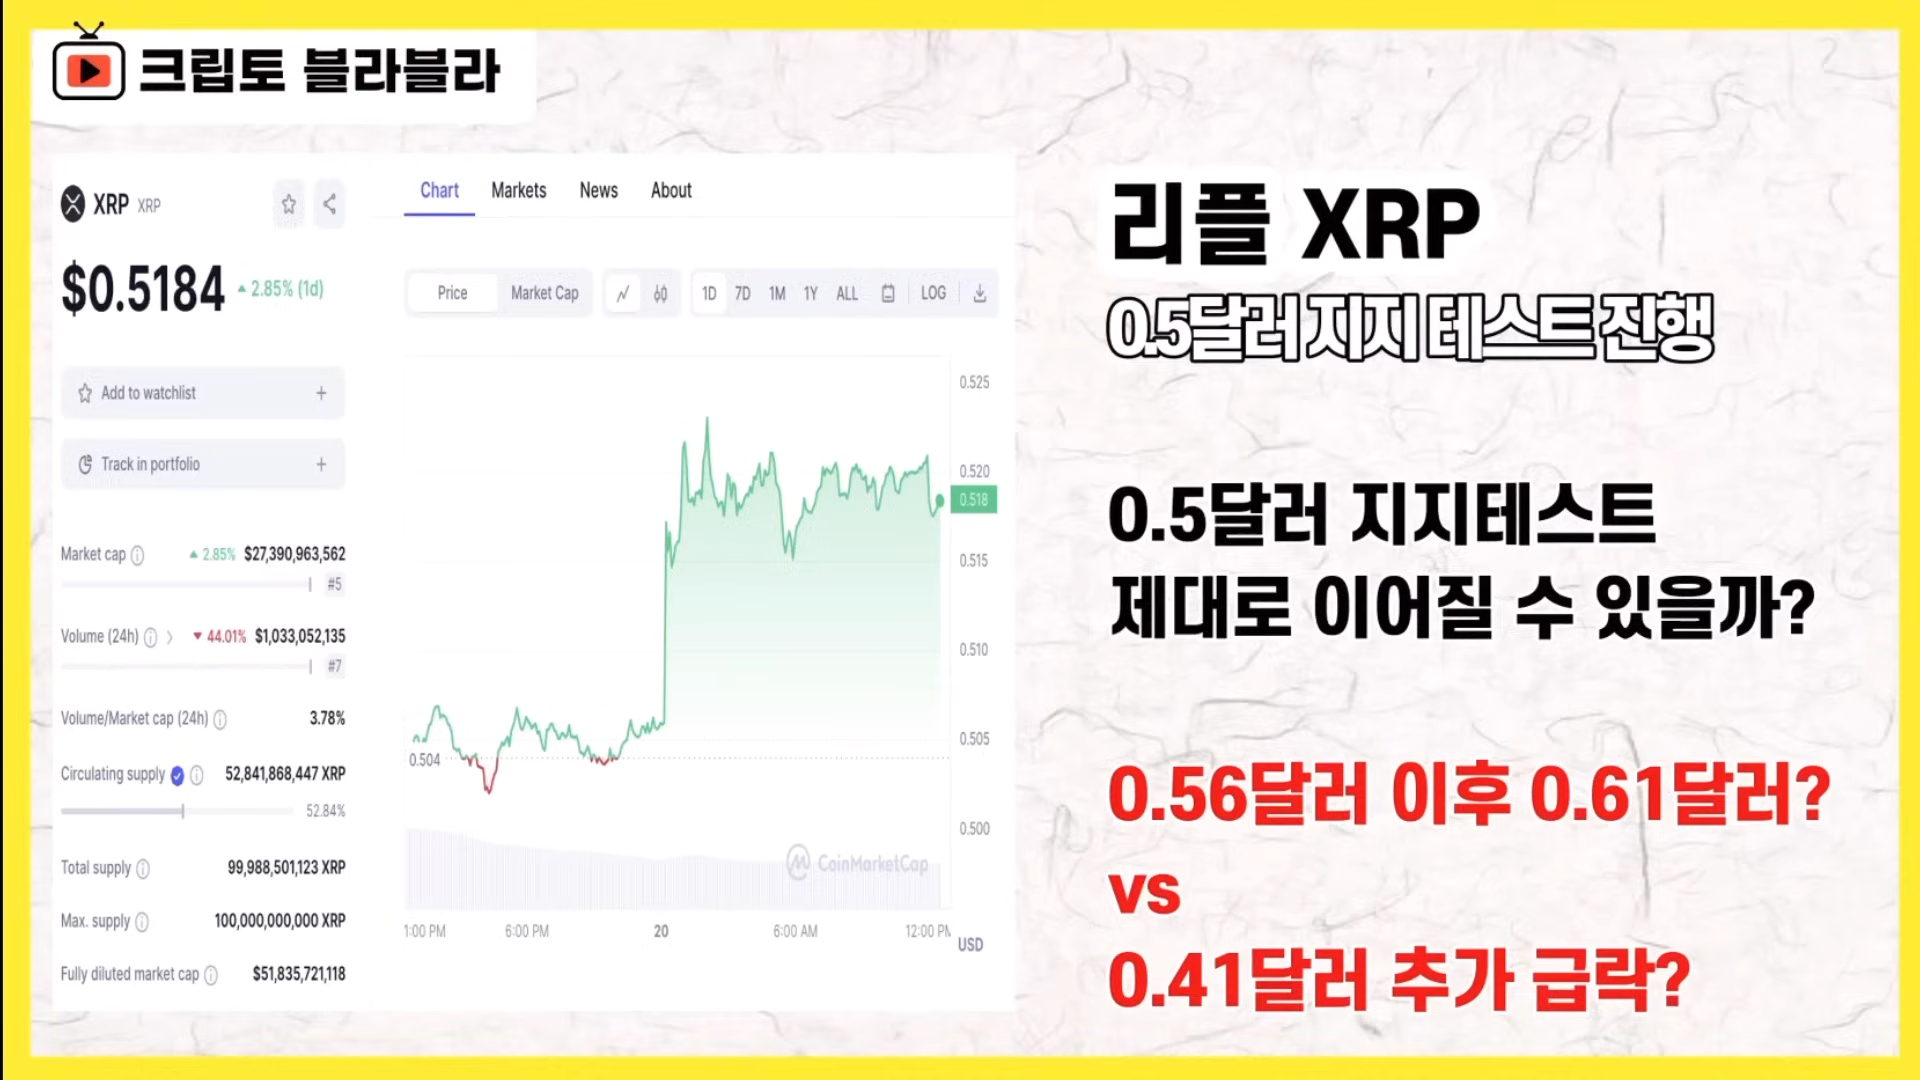 크립토 블라블라
XRP XRP
$0.5184 2.85% (1d)
Add to watchlist +
Track in portfolio +
Market cap 2.85% $27,390,963,562
#5
Volume (24h) 44.01% $1,033,052,135
#7
Volume/Market cap (24h) 3.78%
Circulating supply 52,841,868,447 XRP
52.84%
Total supply 99,988,501,123 XRP
Max. supply 100,000,000,000 XRP
Fully diluted market cap $51,835,721,118
Chart Markets News About
Price Market Cap 1D 7D 1M 1Y ALL LOG
0.525
0.520
0.518
0.515
0.510
0.505
0.504
0.500
CoinMarketCap
1:00 PM 6:00 PM 20 6:00 AM 12:00 PM
USD
리플 XRP
0.5달러 지지 테스트 진행
0.5달러 지지테스트
제대로 이어질 수 있을까?
0.56달러 이후 0.61달러?
vs
0.41달러 추가 급락?